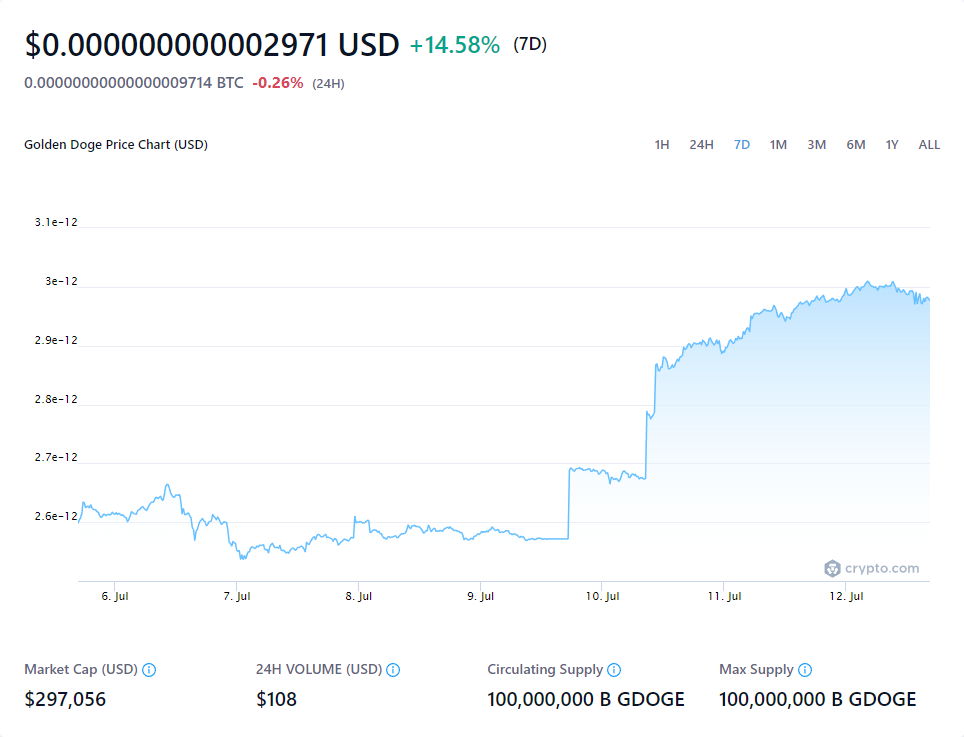 $0.000000000002971 USD +14.58% (7D)
0.00000000000000009714 BTC -0.26% (24H)
Golden Doge Price Chart (USD) 1H 24H 7D 1M 3M 6M 1Y ALL
3.1e-12
3e-12
2.9e-12
2.8e-12
2.7e-12
2.6e-12
crypto.com
6. Jul 7. Jul 8. Jul 9. Jul 10. Jul 11. Jul 12. Jul
Market Cap (USD) 24H VOLUME (USD) Circulating Supply Max Supply
$297,056 $108 100,000,000 B GDOGE 100,000,000 B GDOGE